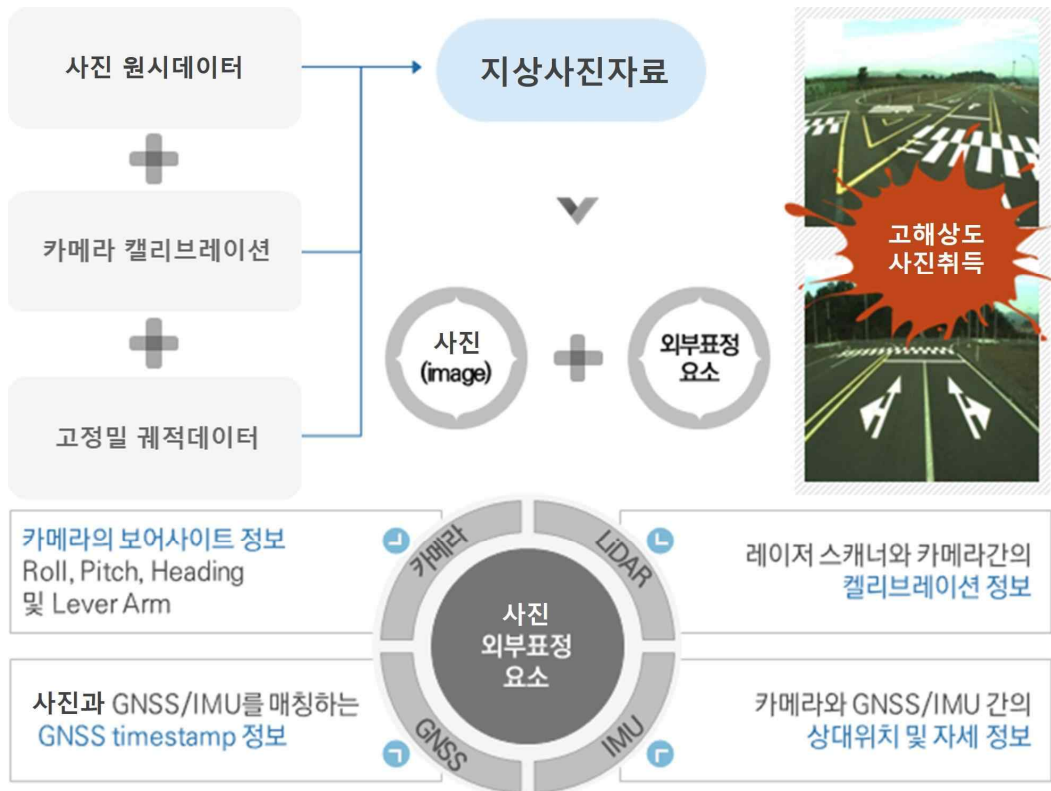 사진 원시데이터
지상사진자료
카메라 캘리브레이션
고정밀 궤적데이터
사진
(image)
외부표정
요소
고해상도
사진취득
카메라의 보어사이트 정보
Roll, Pitch, Heading
및 Lever Arm
카메라
LiDAR
레이저 스캐너와 카메라간의
켈리브레이션 정보
사진
외부표정
요소
사진과 GNSS/IMU를 매칭하는
GNSS timestamp 정보
GNSS
IMU
카메라와 GNSS/IMU 간의
상대위치 및 자세 정보